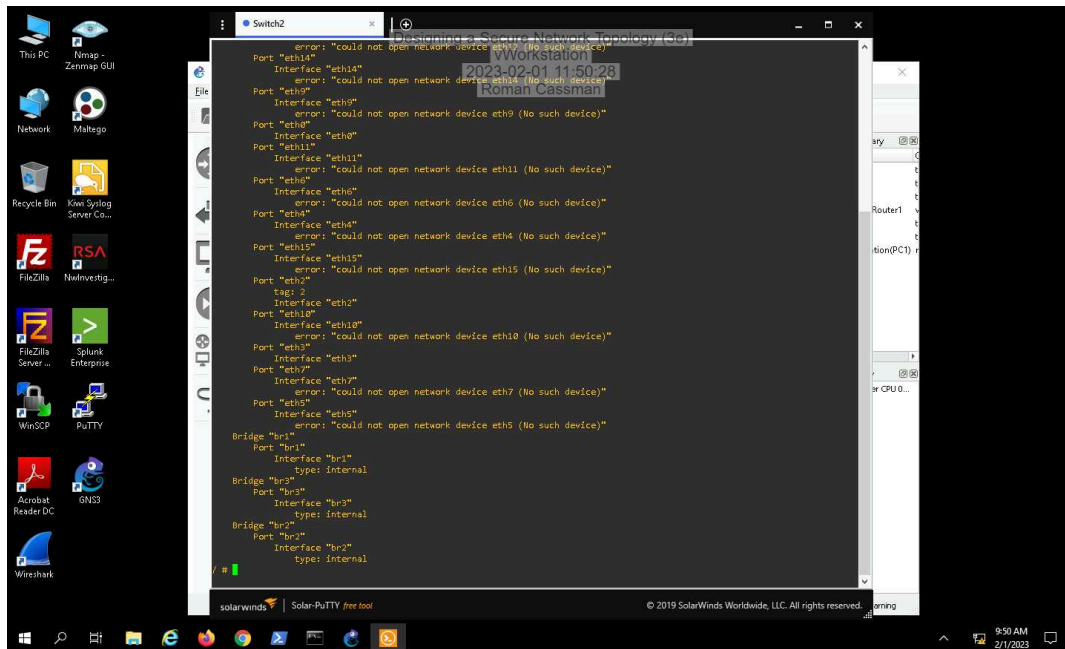 This PC
Nmap -
Zenmap GUI
Network
Maltego
Recycle Bin
Kiwi Syslog
Server Co...
FileZilla
RSA
NwInvestig...
FileZilla
Server ...
Splunk
Enterprise
WinSCP
PuTTY
Acrobat
Reader DC
GNS3
Wireshark
Switch2
Designing a Secure Network Topology (3e)
vWorkstation
2023-02-01 11:50:28
Roman Cassman
File
error: "could not open network device eth12 (No such device)"
Port "eth14"
Interface "eth14"
error: "could not open network device eth14 (No such device)"
Port "eth9"
Interface "eth9"
error: "could not open network device eth9 (No such device)"
Port "eth0"
Interface "eth0"
Port "eth11"
Interface "eth11"
error: "could not open network device eth11 (No such device)"
Port "eth6"
Interface "eth6"
error: "could not open network device eth6 (No such device)"
Port "eth4"
Interface "eth4"
error: "could not open network device eth4 (No such device)"
Port "eth15"
Interface "eth15"
error: "could not open network device eth15 (No such device)"
Port "eth2"
tag: 2
Interface "eth2"
Port "eth10"
Interface "eth10"
error: "could not open network device eth10 (No such device)"
Port "eth3"
Interface "eth3"
Port "eth7"
Interface "eth7"
error: "could not open network device eth7 (No such device)"
Port "eth5"
Interface "eth5"
error: "could not open network device eth5 (No such device)"
Bridge "br1"
Port "br1"
Interface "br1"
type: internal
Bridge "br3"
Port "br3"
Interface "br3"
type: internal
Bridge "br2"
Port "br2"
Interface "br2"
type: internal
/ #
ary
Router1
tion(PC1)
er CPU 0...
arning
solarwinds Solar-PuTTY free tool
© 2019 SolarWinds Worldwide, LLC. All rights reserved.
9:50 AM
2/1/2023